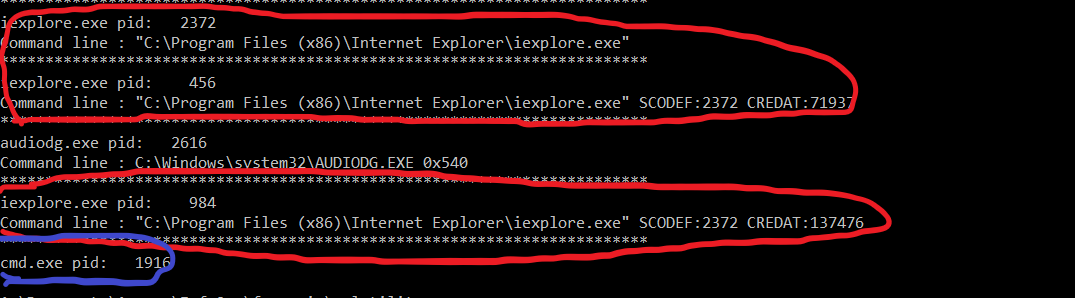 ***********************************************************************
iexplore.exe pid:   2372
Command line : "C:\Program Files (x86)\Internet Explorer\iexplore.exe"
***********************************************************************
iexplore.exe pid:    456
Command line : "C:\Program Files (x86)\Internet Explorer\iexplore.exe" SCODEF:2372 CREDAT:71937
***********************************************************************
audiodg.exe pid:   2616
Command line : C:\Windows\system32\AUDIODG.EXE 0x540
***********************************************************************
iexplore.exe pid:    984
Command line : "C:\Program Files (x86)\Internet Explorer\iexplore.exe" SCODEF:2372 CREDAT:137476
***********************************************************************
cmd.exe pid:   1916